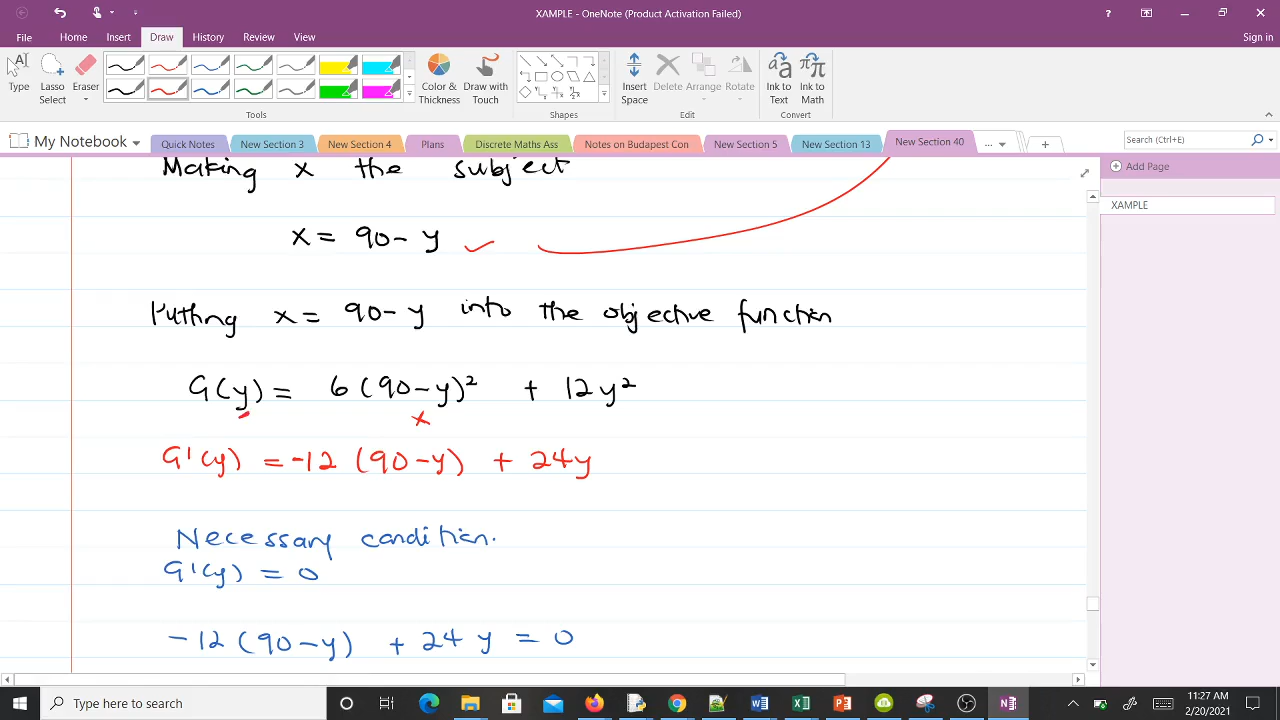 XAMPLE - OneNote (Product Activation Failed)
File Home Insert Draw History Review View Sign in
Type Lasso Select Eraser Color & Thickness Draw with Touch Insert Space Delete Arrange Rotate Ink to Text Ink to Math
Tools Shapes Edit Convert
My Notebook Quick Notes New Section 3 New Section 4 Plans Discrete Maths Ass Notes on Budapest Con New Section 5 New Section 13 New Section 40 ... Search (Ctrl+E)
Add Page
XAMPLE
Making x the subject
x = 90 - y
Putting x = 90 - y into the objective function
G(y) = 6(90-y)² + 12y²
x
G'(y) = -12 (90-y) + 24y
Necessary condition.
G'(y) = 0
-12 (90-y) + 24 y = 0
Type here to search
11:27 AM
2/20/2021